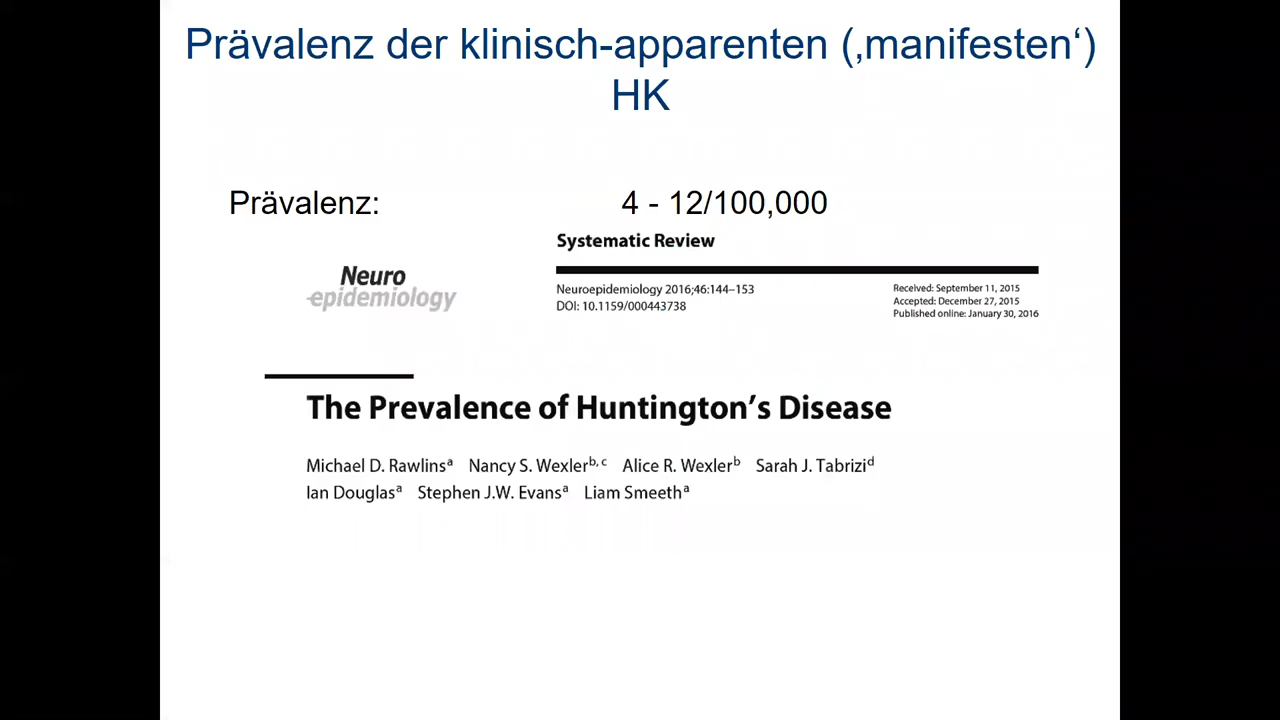 Prävalenz der klinisch-apparenten (‚manifesten‘)
HK
Prävalenz: 4 - 12/100,000
Systematic Review
Neuro
epidemiology
Neuroepidemiology 2016;46:144–153
DOI: 10.1159/000443738
Received: September 11, 2015
Accepted: December 27, 2015
Published online: January 30, 2016
The Prevalence of Huntington’s Disease
Michael D. Rawlinsᵃ Nancy S. Wexlerᵇ,ᶜ Alice R. Wexlerᵇ Sarah J. Tabriziᵈ
Ian Douglasᵃ Stephen J.W. Evansᵃ Liam Smeethᵃ